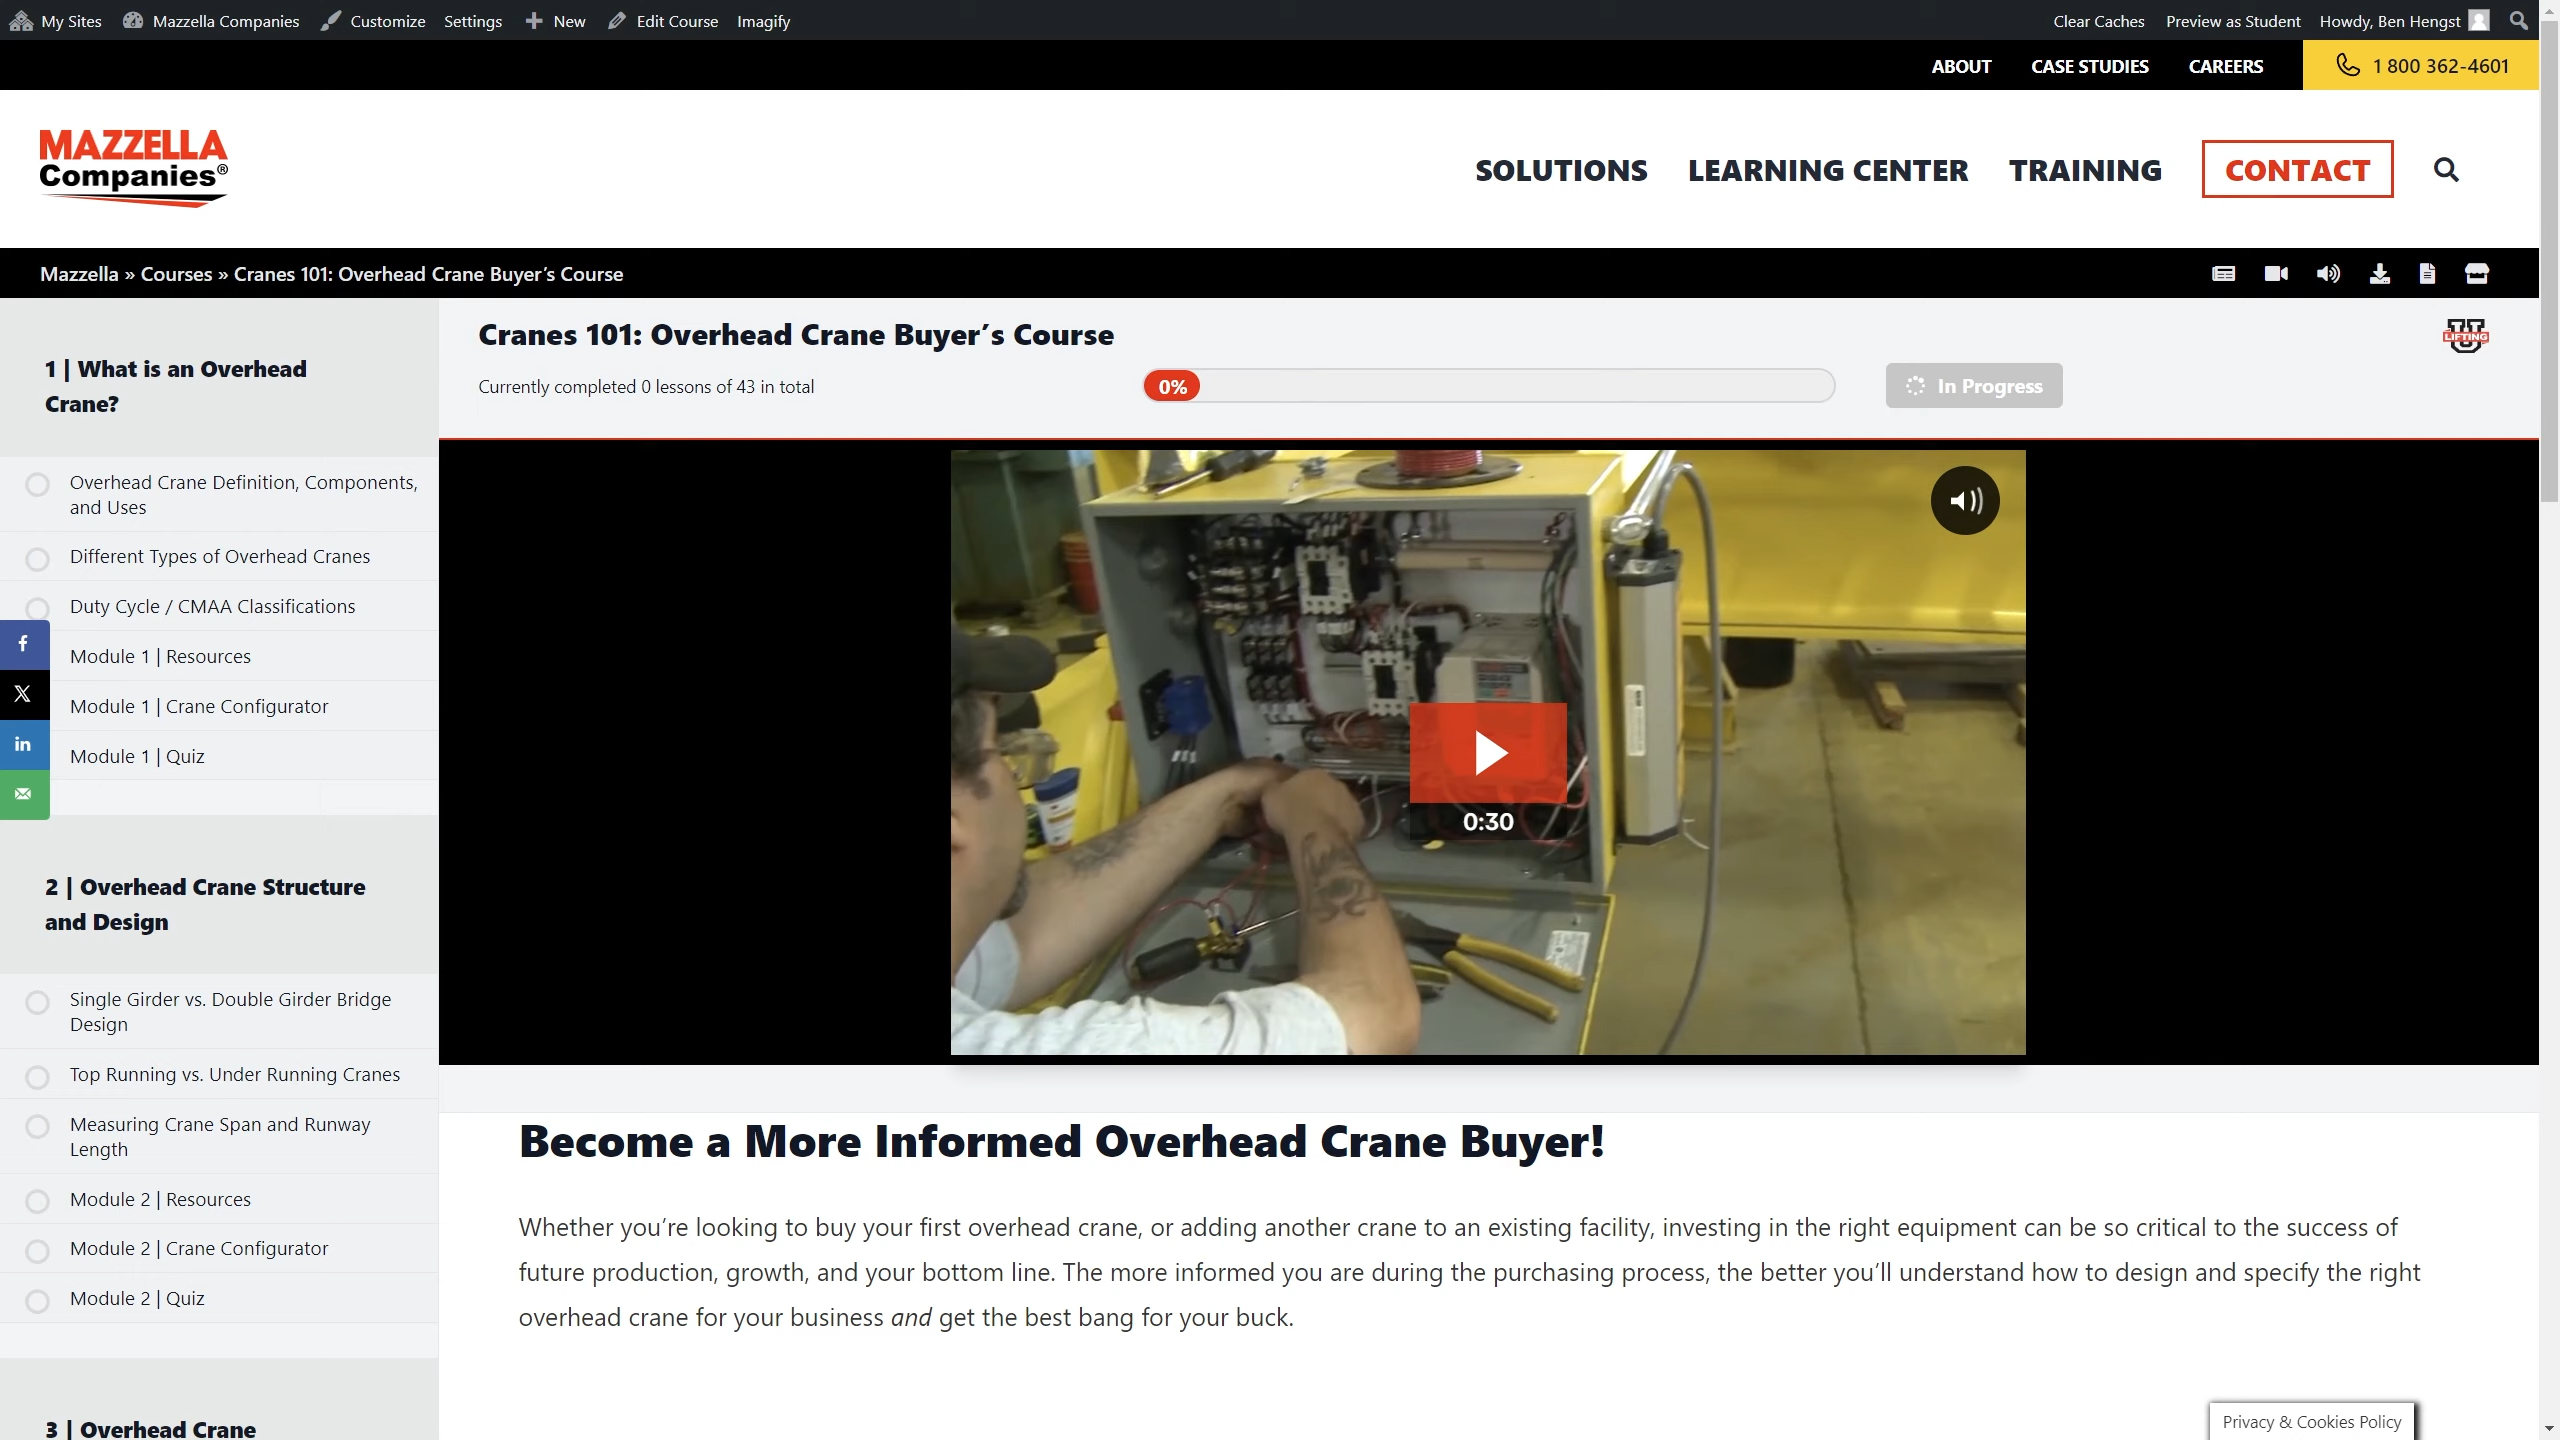 My Sites Mazzella Companies Customize Settings New Edit Course Imagify Clear Caches Preview as Student Howdy, Ben Hengst
ABOUT CASE STUDIES CAREERS 1 800 362-4601
MAZZELLA
Companies®
SOLUTIONS LEARNING CENTER TRAINING CONTACT
Mazzella » Courses » Cranes 101: Overhead Crane Buyer’s Course
1 | What is an Overhead
Crane?
Overhead Crane Definition, Components,
and Uses
Different Types of Overhead Cranes
Duty Cycle / CMAA Classifications
Module 1 | Resources
Module 1 | Crane Configurator
Module 1 | Quiz
2 | Overhead Crane Structure
and Design
Single Girder vs. Double Girder Bridge
Design
Top Running vs. Under Running Cranes
Measuring Crane Span and Runway
Length
Module 2 | Resources
Module 2 | Crane Configurator
Module 2 | Quiz
3 | Overhead Crane
Cranes 101: Overhead Crane Buyer’s Course
U
LIFTING
Currently completed 0 lessons of 43 in total
0%
In Progress
0:30
Become a More Informed Overhead Crane Buyer!
Whether you’re looking to buy your first overhead crane, or adding another crane to an existing facility, investing in the right equipment can be so critical to the success of
future production, growth, and your bottom line. The more informed you are during the purchasing process, the better you’ll understand how to design and specify the right
overhead crane for your business and get the best bang for your buck.
Privacy & Cookies Policy